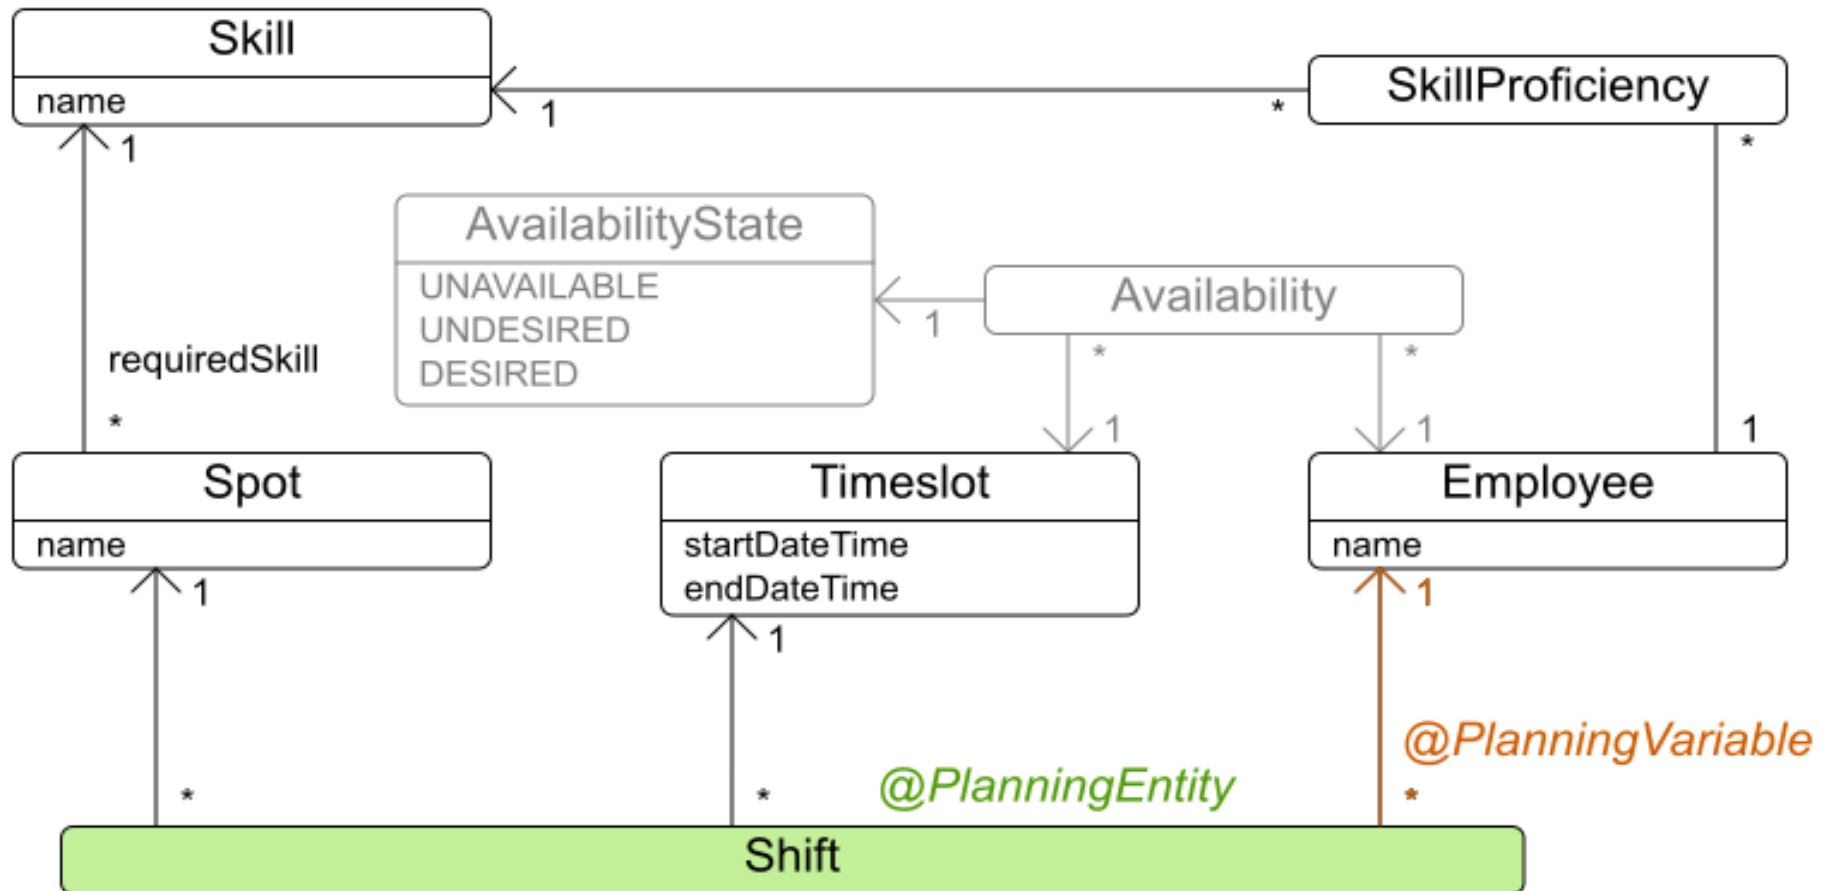 Skill
name
1
1
*
SkillProficiency
*
AvailabilityState
UNAVAILABLE
UNDESIRED
DESIRED
1
Availability
*
*
requiredSkill
*
1
1
1
Spot
name
Timeslot
startDateTime
endDateTime
Employee
name
1
1
1
@PlanningVariable
@PlanningEntity
*
*
*
Shift